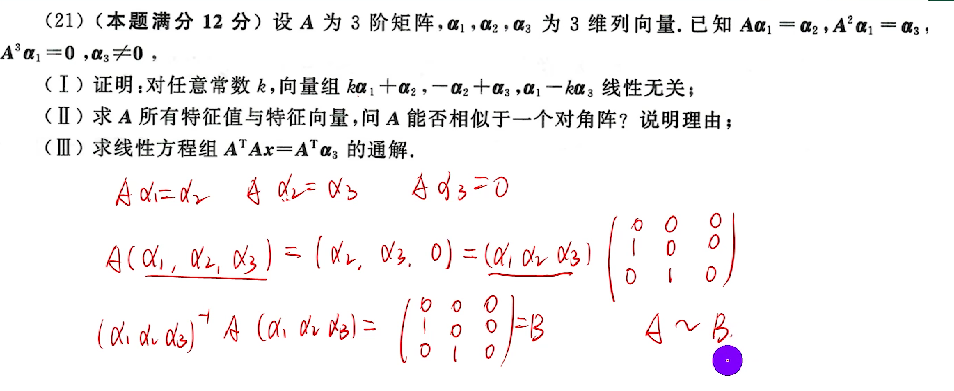 (21)(本题满分 12 分)设 A 为 3 阶矩阵,α₁,α₂,α₃ 为 3 维列向量.已知 Aα₁=α₂,A²α₁=α₃,
A³α₁=0,α₃≠0,
(Ⅰ)证明:对任意常数 k,向量组 kα₁+α₂,-α₂+α₃,α₁-kα₃ 线性无关;
(Ⅱ)求 A 所有特征值与特征向量,问 A 能否相似于一个对角阵?说明理由;
(Ⅲ)求线性方程组 AᵀAx=Aᵀα₃ 的通解.
A α₁=α₂ A α₂=α₃ A α₃=0
A(α₁, α₂, α₃) = (α₂, α₃, 0) = (α₁ α₂ α₃) (0 0 0 1 0 0 0 1 0)
(α₁ α₂ α₃)⁻¹ A (α₁ α₂ α₃) = (0 0 0 1 0 0 0 1 0) = B A ~ B.